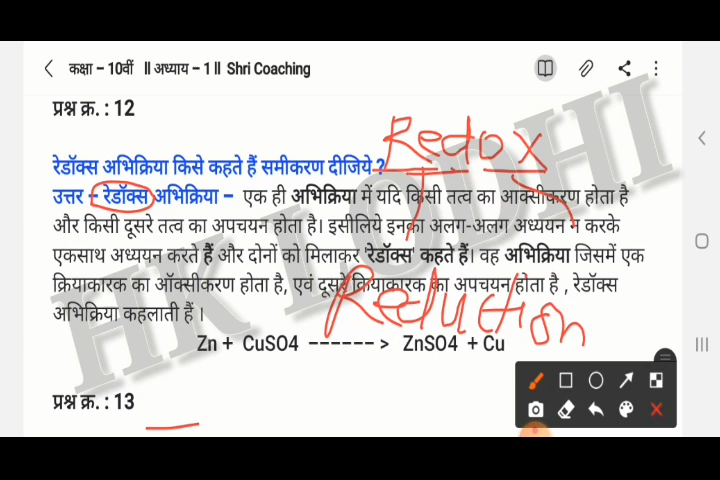 कक्षा – 10वीं ॥ अध्याय – 1 ॥ Shri Coaching
प्रश्न क्र. : 12
Redox
रेडॉक्स अभिक्रिया किसे कहते हैं समीकरण दीजिये ?
उत्तर – रेडॉक्स अभिक्रिया – एक ही अभिक्रिया में यदि किसी तत्व का आक्सीकरण होता है
और किसी दूसरे तत्व का अपचयन होता है। इसीलिये इनका अलग-अलग अध्ययन न करके
एकसाथ अध्ययन करते हैं और दोनों को मिलाकर 'रेडॉक्स' कहते हैं। वह अभिक्रिया जिसमें एक
क्रियाकारक का ऑक्सीकरण होता है, एवं दूसरे कियाकारक का अपचयन होता है , रेडॉक्स
अभिक्रिया कहलाती हैं ।
Reduction
Zn + CuSO4 ------ > ZnSO4 + Cu
प्रश्न क्र. : 13
HK LODHI